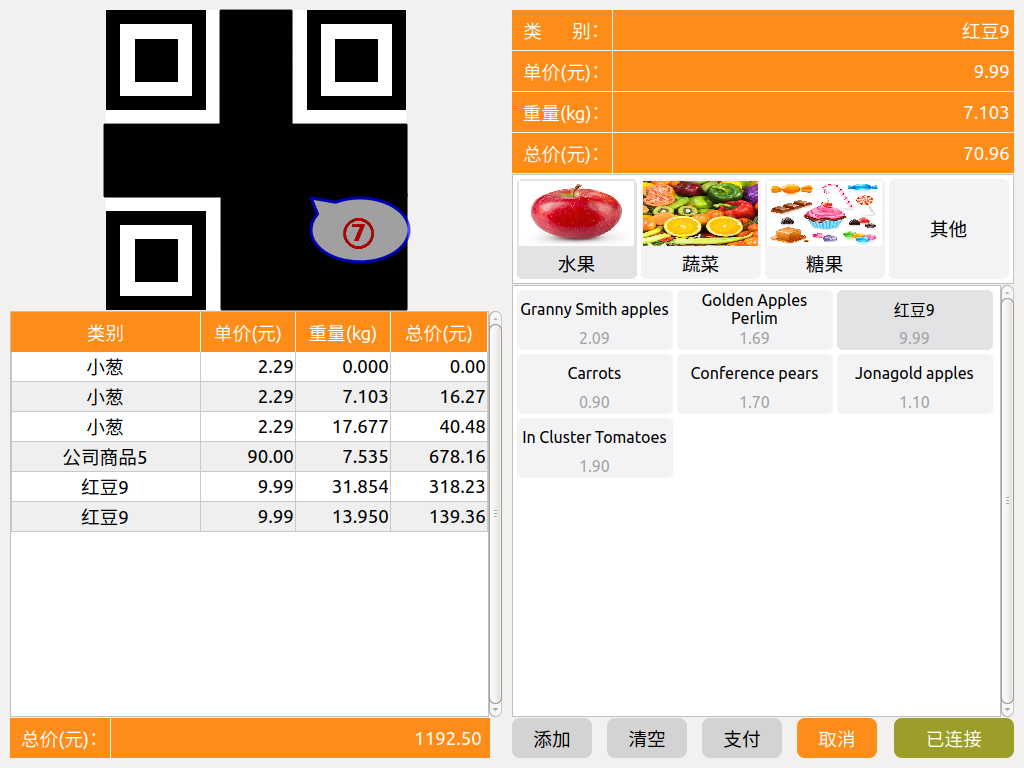 ⑦
类别 单价(元) 重量(kg) 总价(元)
小葱 2.29 0.000 0.00
小葱 2.29 7.103 16.27
小葱 2.29 17.677 40.48
公司商品5 90.00 7.535 678.16
红豆9 9.99 31.854 318.23
红豆9 9.99 13.950 139.36
总价(元): 1192.50
类 别: 红豆9
单价(元): 9.99
重量(kg): 7.103
总价(元): 70.96
水果 蔬菜 糖果 其他
Granny Smith apples
2.09
Golden Apples
Perlim
1.69
红豆9
9.99
Carrots
0.90
Conference pears
1.70
Jonagold apples
1.10
In Cluster Tomatoes
1.90
添加 清空 支付 取消 已连接